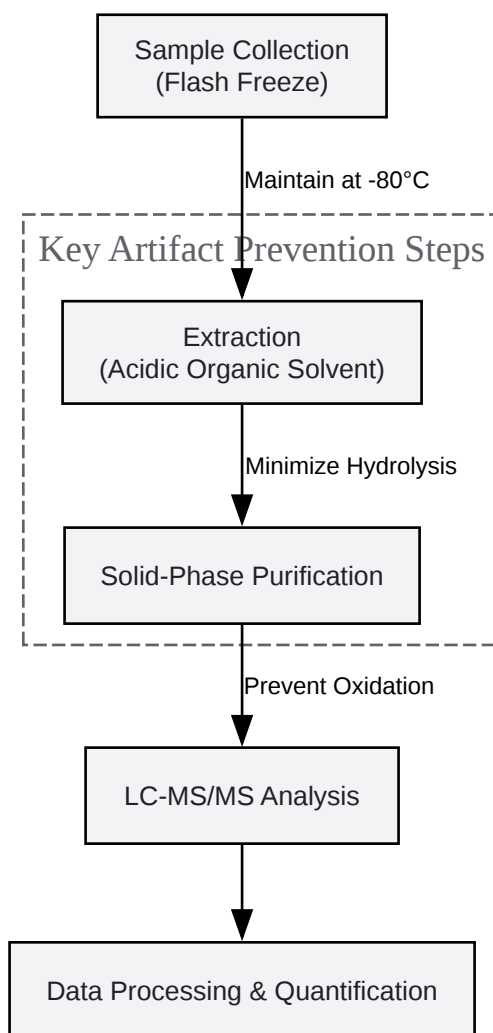 Sample Collection
(Flash Freeze)
Maintain at -80°C
Key Artifact Prevention Steps
Extraction
(Acidic Organic Solvent)
Minimize Hydrolysis
Solid-Phase Purification
Prevent Oxidation
LC-MS/MS Analysis
Data Processing & Quantification